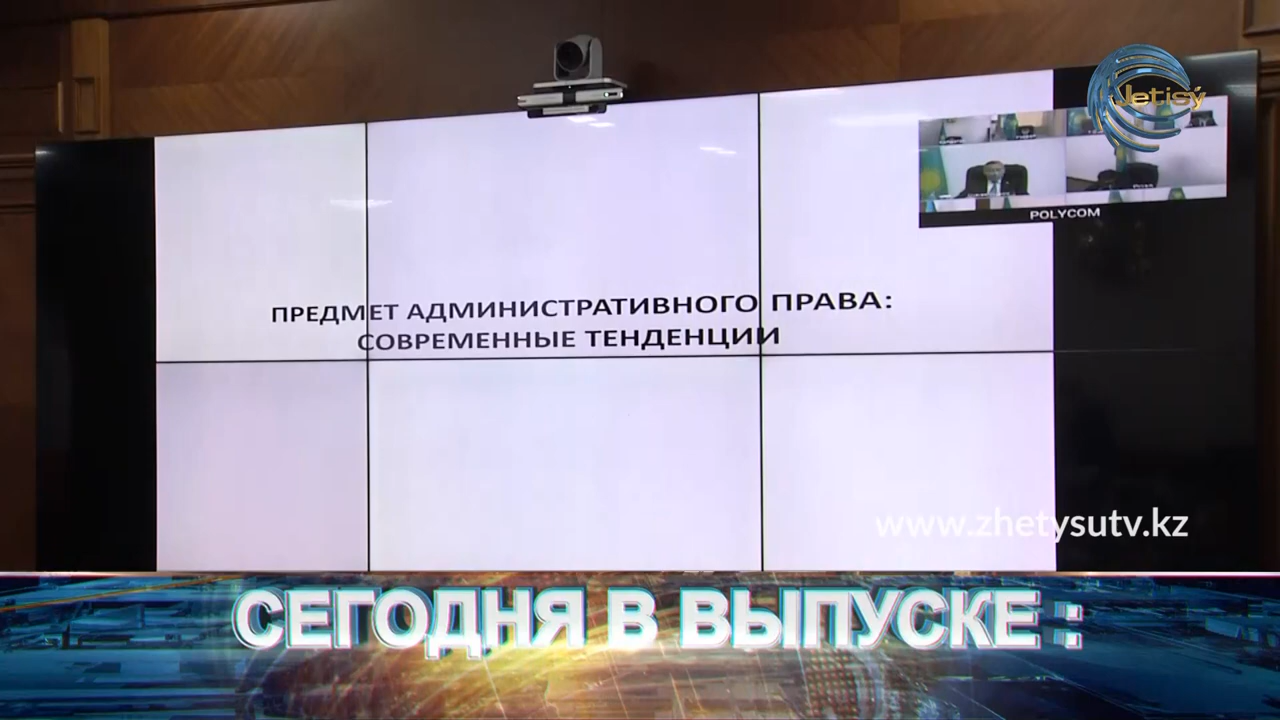 Jetisý
POLYCOM
ПРЕДМЕТ АДМИНИСТРАТИВНОГО ПРАВА:
СОВРЕМЕННЫЕ ТЕНДЕНЦИИ
www.zhetysutv.kz
СЕГОДНЯ В ВЫПУСКЕ :